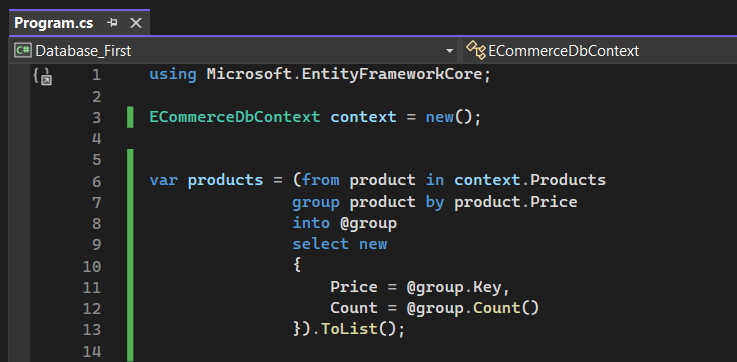 Program.cs
C# Database_First ECommerceDbContext
1 using Microsoft.EntityFrameworkCore;
2
3 ECommerceDbContext context = new();
4
5
6 var products = (from product in context.Products
7 group product by product.Price
8 into @group
9 select new
10 {
11 Price = @group.Key,
12 Count = @group.Count()
13 }).ToList();
14